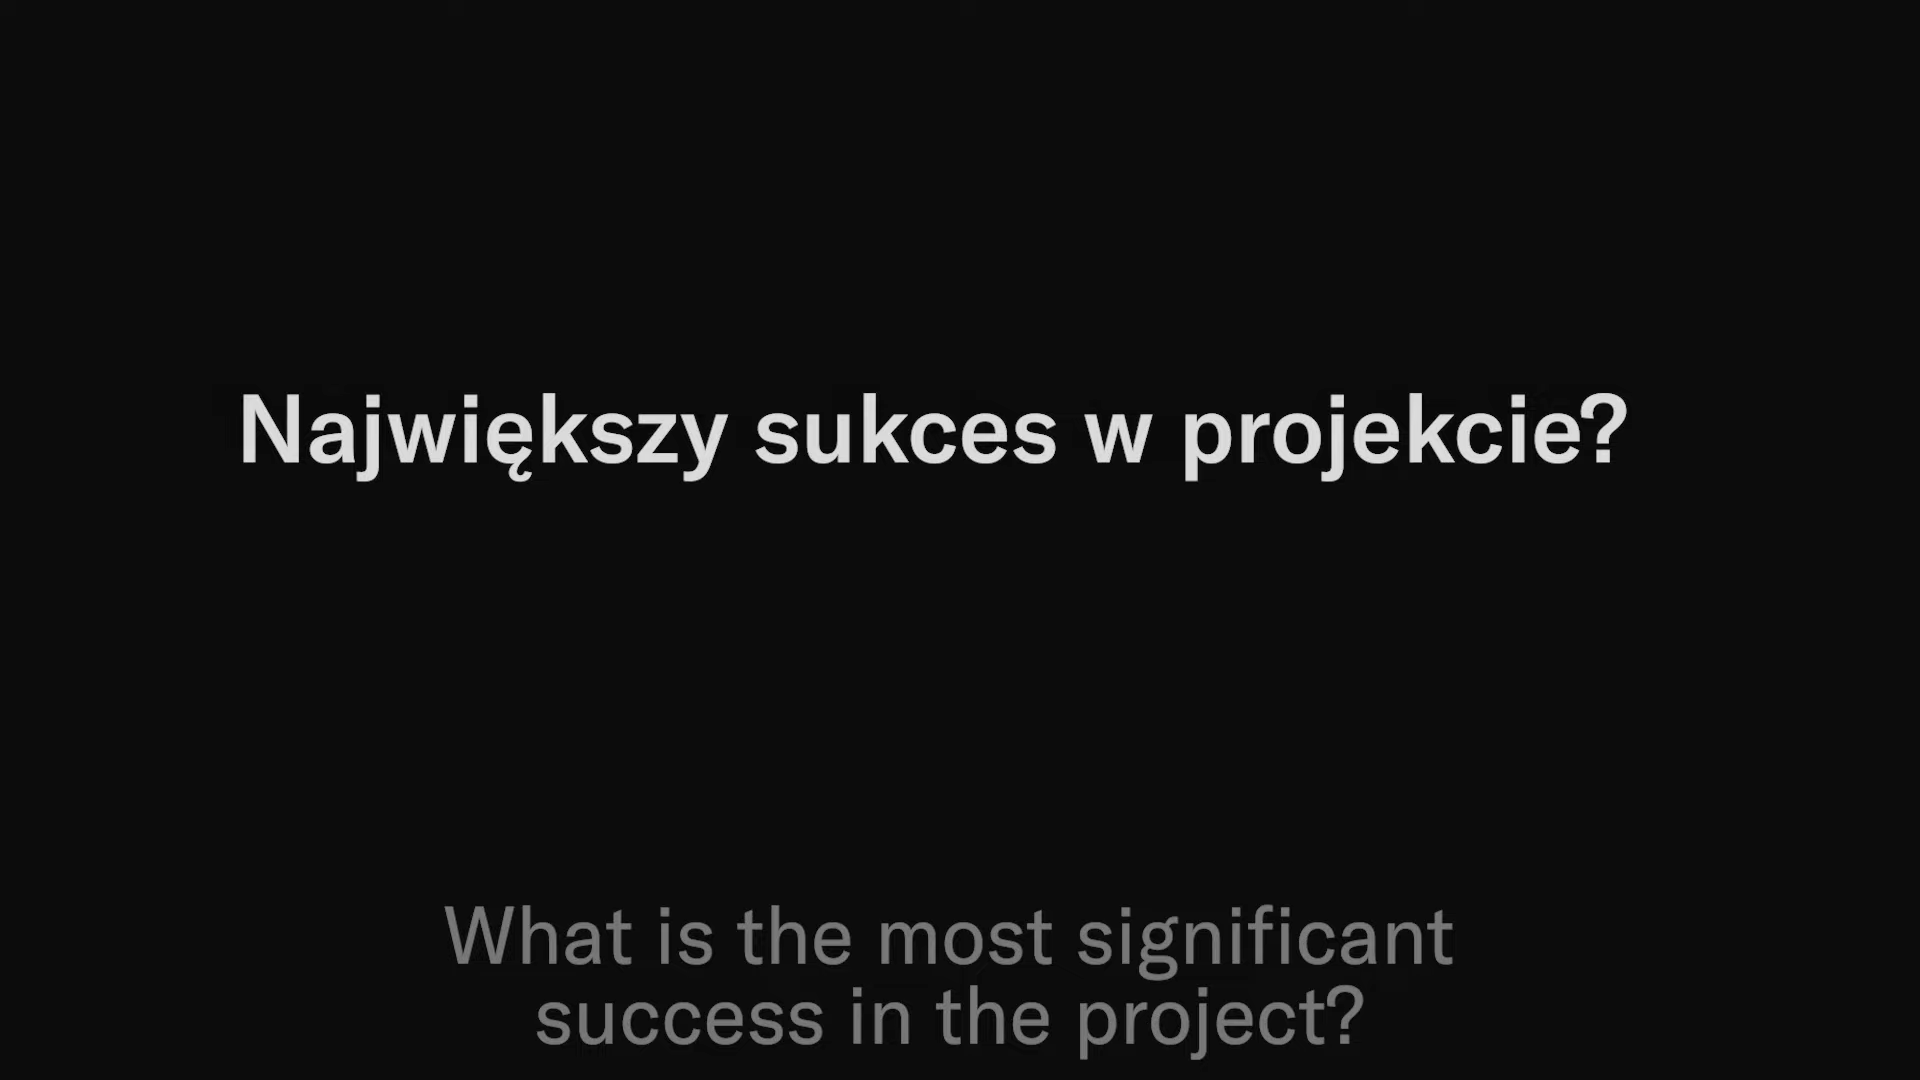 Największy sukces w projekcie?
What is the most significant
success in the project?